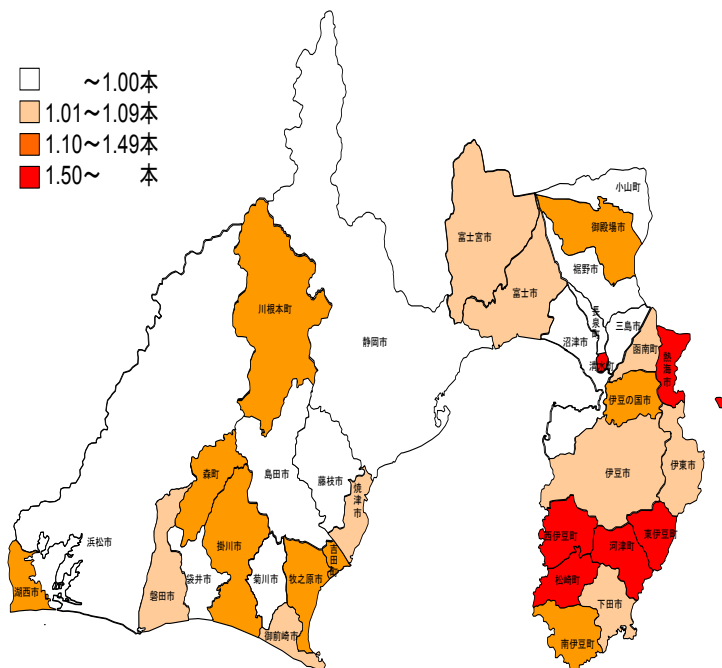 ～1.00本
1.01～1.09本
1.10～1.49本
1.50～　本
小山町
御殿場市
富士宮市
裾野市
富士市
長泉町
三島市
沼津市
函南町
清水町
熱海市
伊豆の国市
川根本町
静岡市
伊豆市
伊東市
島田市
藤枝市
焼津市
森町
掛川市
吉田町
浜松市
袋井市
菊川市
牧之原市
湖西市
磐田市
御前崎市
西伊豆町
河津町
東伊豆町
松崎町
下田市
南伊豆町